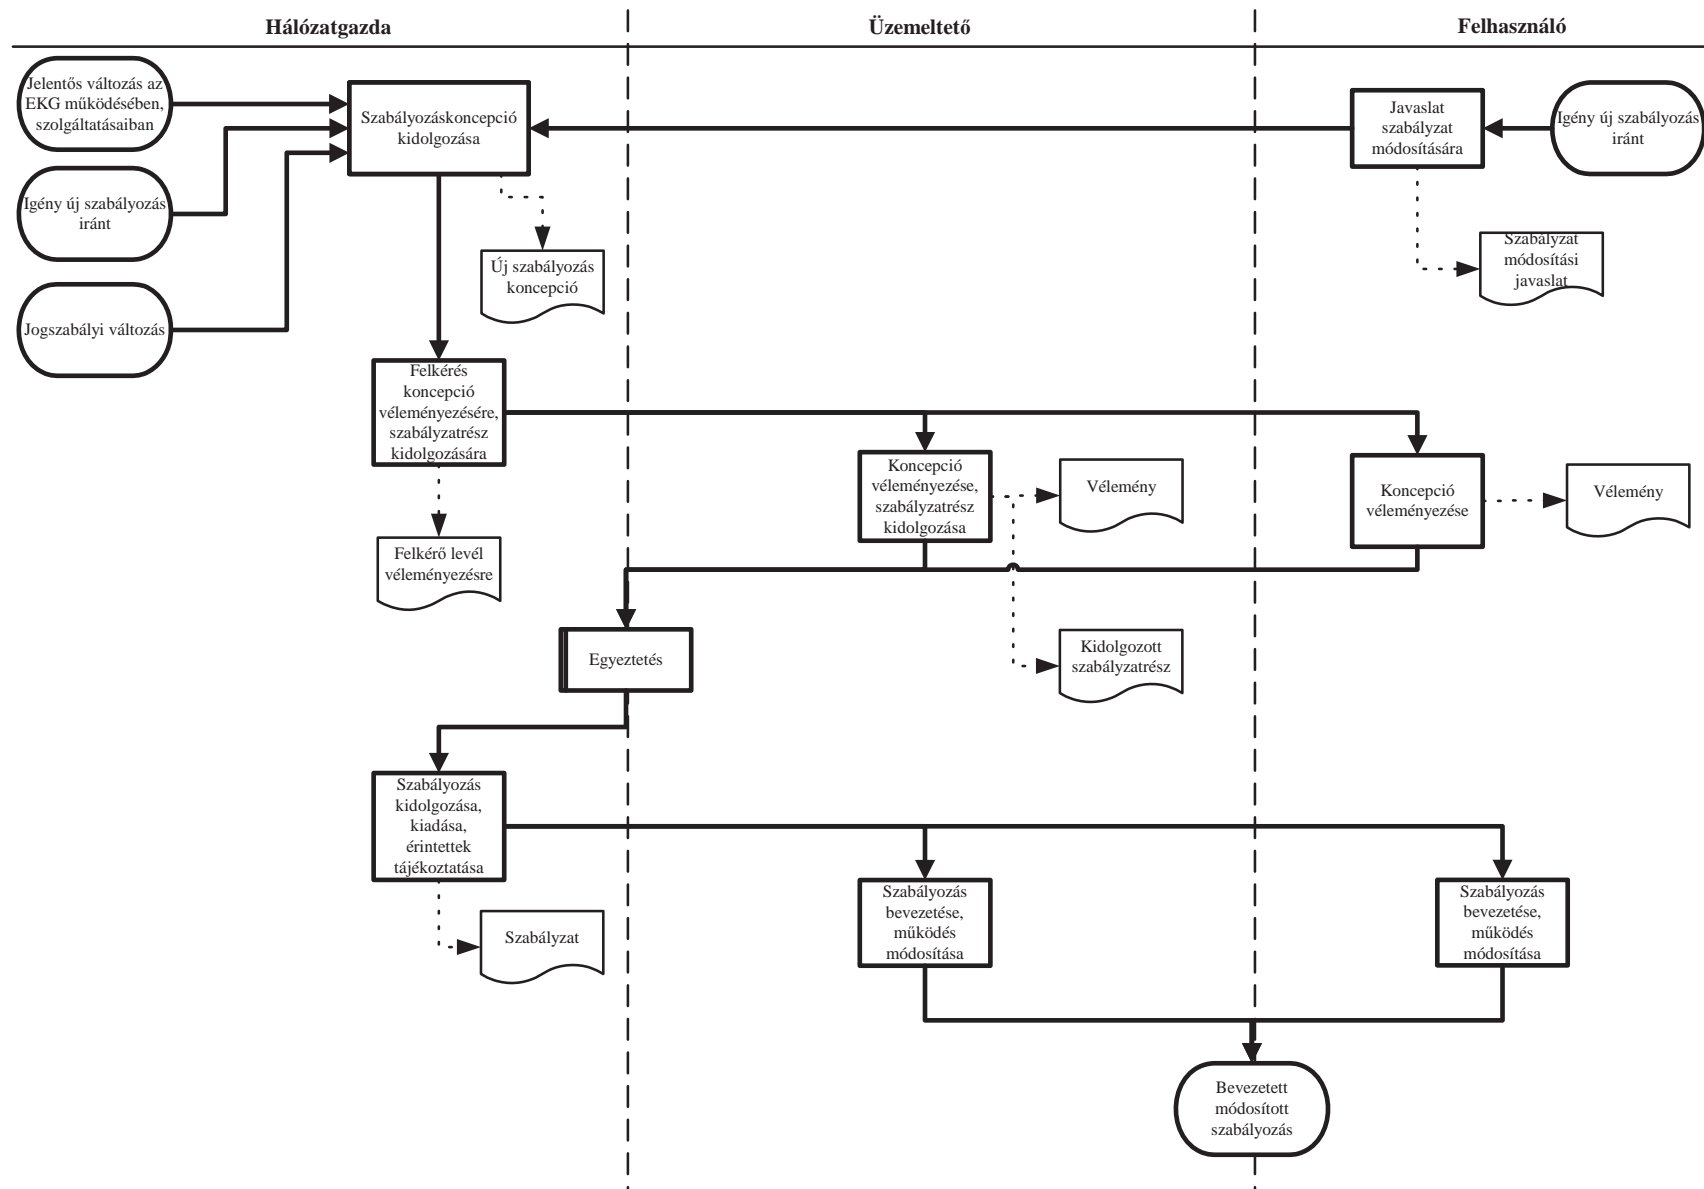 Hálózatgazda
Üzemeltető
Felhasználó
Jelentős változás az
EKG működésében,
szolgáltatásaiban
Szabályozáskoncepció
kidolgozása
Javaslat
szabályzat
módosítására
Igény új szabályozás
iránt
Igény új szabályozás
iránt
Új szabályozás
koncepció
Szabályzat
módosítási
javaslat
Jogszabályi változás
Felkérés
koncepció
véleményezésére,
szabályzatrész
kidolgozására
Koncepció
véleményezése,
szabályzatrész
kidolgozása
Vélemény
Koncepció
véleményezése
Vélemény
Felkérő levél
véleményezésre
Egyeztetés
Kidolgozott
szabályzatrész
Szabályozás
kidolgozása,
kiadása,
érintettek
tájékoztatása
Szabályozás
bevezetése,
működés
módosítása
Szabályozás
bevezetése,
működés
módosítása
Szabályzat
Bevezetett
módosított
szabályozás